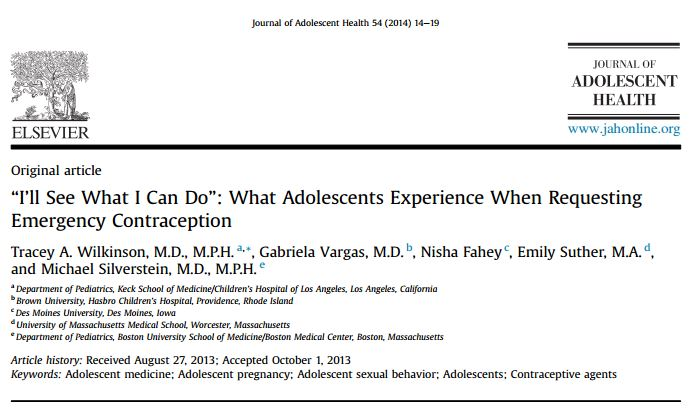 Journal of Adolescent Health 54 (2014) 14–19
ELSEVIER
JOURNAL OF
ADOLESCENT
HEALTH
www.jahonline.org
Original article
“I’ll See What I Can Do”: What Adolescents Experience When Requesting
Emergency Contraception
Tracey A. Wilkinson, M.D., M.P.H. a,*, Gabriela Vargas, M.D. b, Nisha Fahey c, Emily Suther, M.A. d,
and Michael Silverstein, M.D., M.P.H. e
a Department of Pediatrics, Keck School of Medicine/Children’s Hospital of Los Angeles, Los Angeles, California
b Brown University, Hasbro Children’s Hospital, Providence, Rhode Island
c Des Moines University, Des Moines, Iowa
d University of Massachusetts Medical School, Worcester, Massachusetts
e Department of Pediatrics, Boston University School of Medicine/Boston Medical Center, Boston, Massachusetts
Article history: Received August 27, 2013; Accepted October 1, 2013
Keywords: Adolescent medicine; Adolescent pregnancy; Adolescent sexual behavior; Adolescents; Contraceptive agents